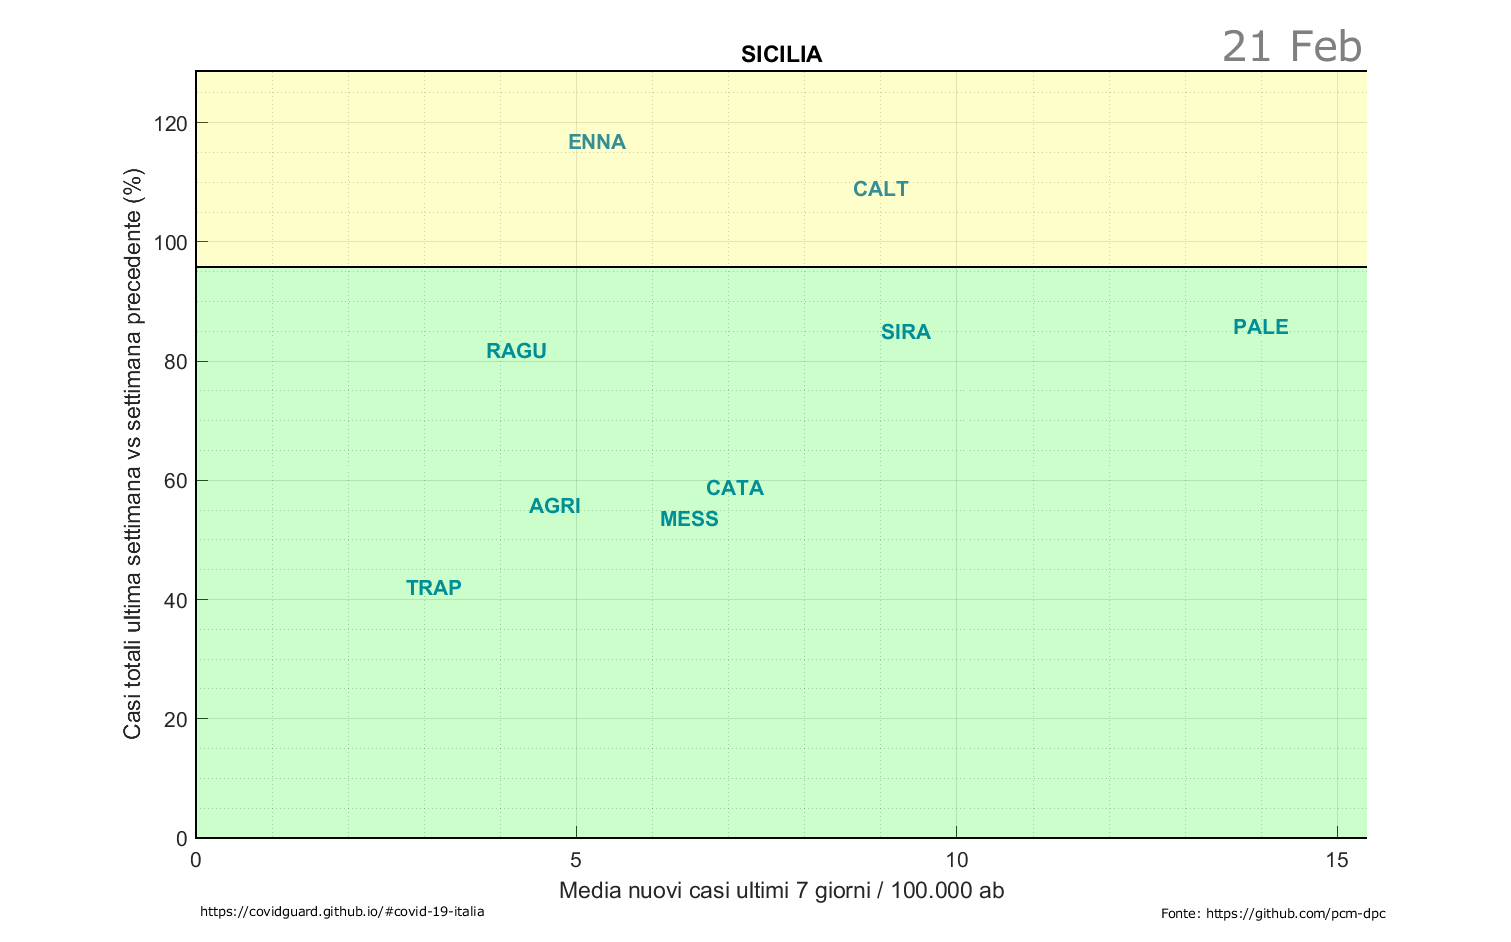 SICILIA
21 Feb
120
100
80
60
40
20
0
Casi totali ultima settimana vs settimana precedente (%)
ENNA
CALT
PALE
SIRA
RAGU
CATA
AGRI
MESS
TRAP
0
5
10
15
Media nuovi casi ultimi 7 giorni / 100.000 ab
https://covidguard.github.io/#covid-19-italia
Fonte: https://github.com/pcm-dpc